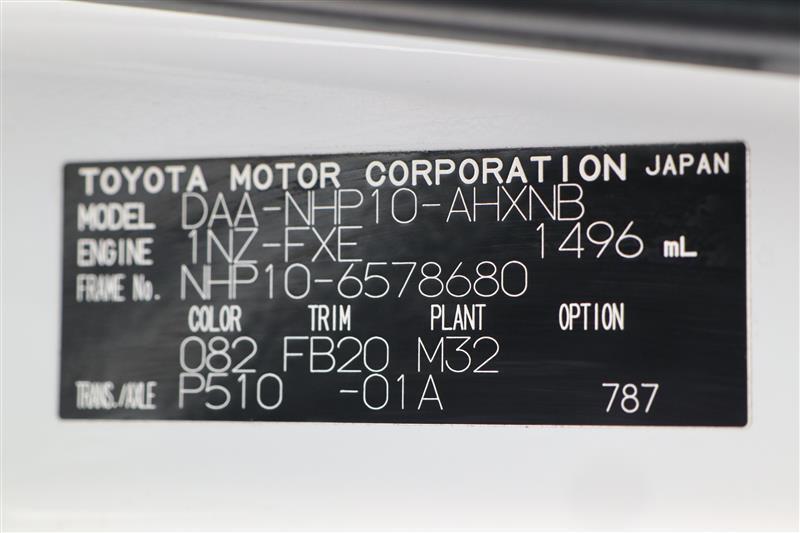 TOYOTA MOTOR CORPORATION JAPAN
MODEL DAA-NHP10-AHXNB
ENGINE 1NZ-FXE 1496 mL
FRAME No. NHP10-6578680
COLOR TRIM PLANT OPTION
082 FB20 M32
TRANS./AXLE P510 -01A 787